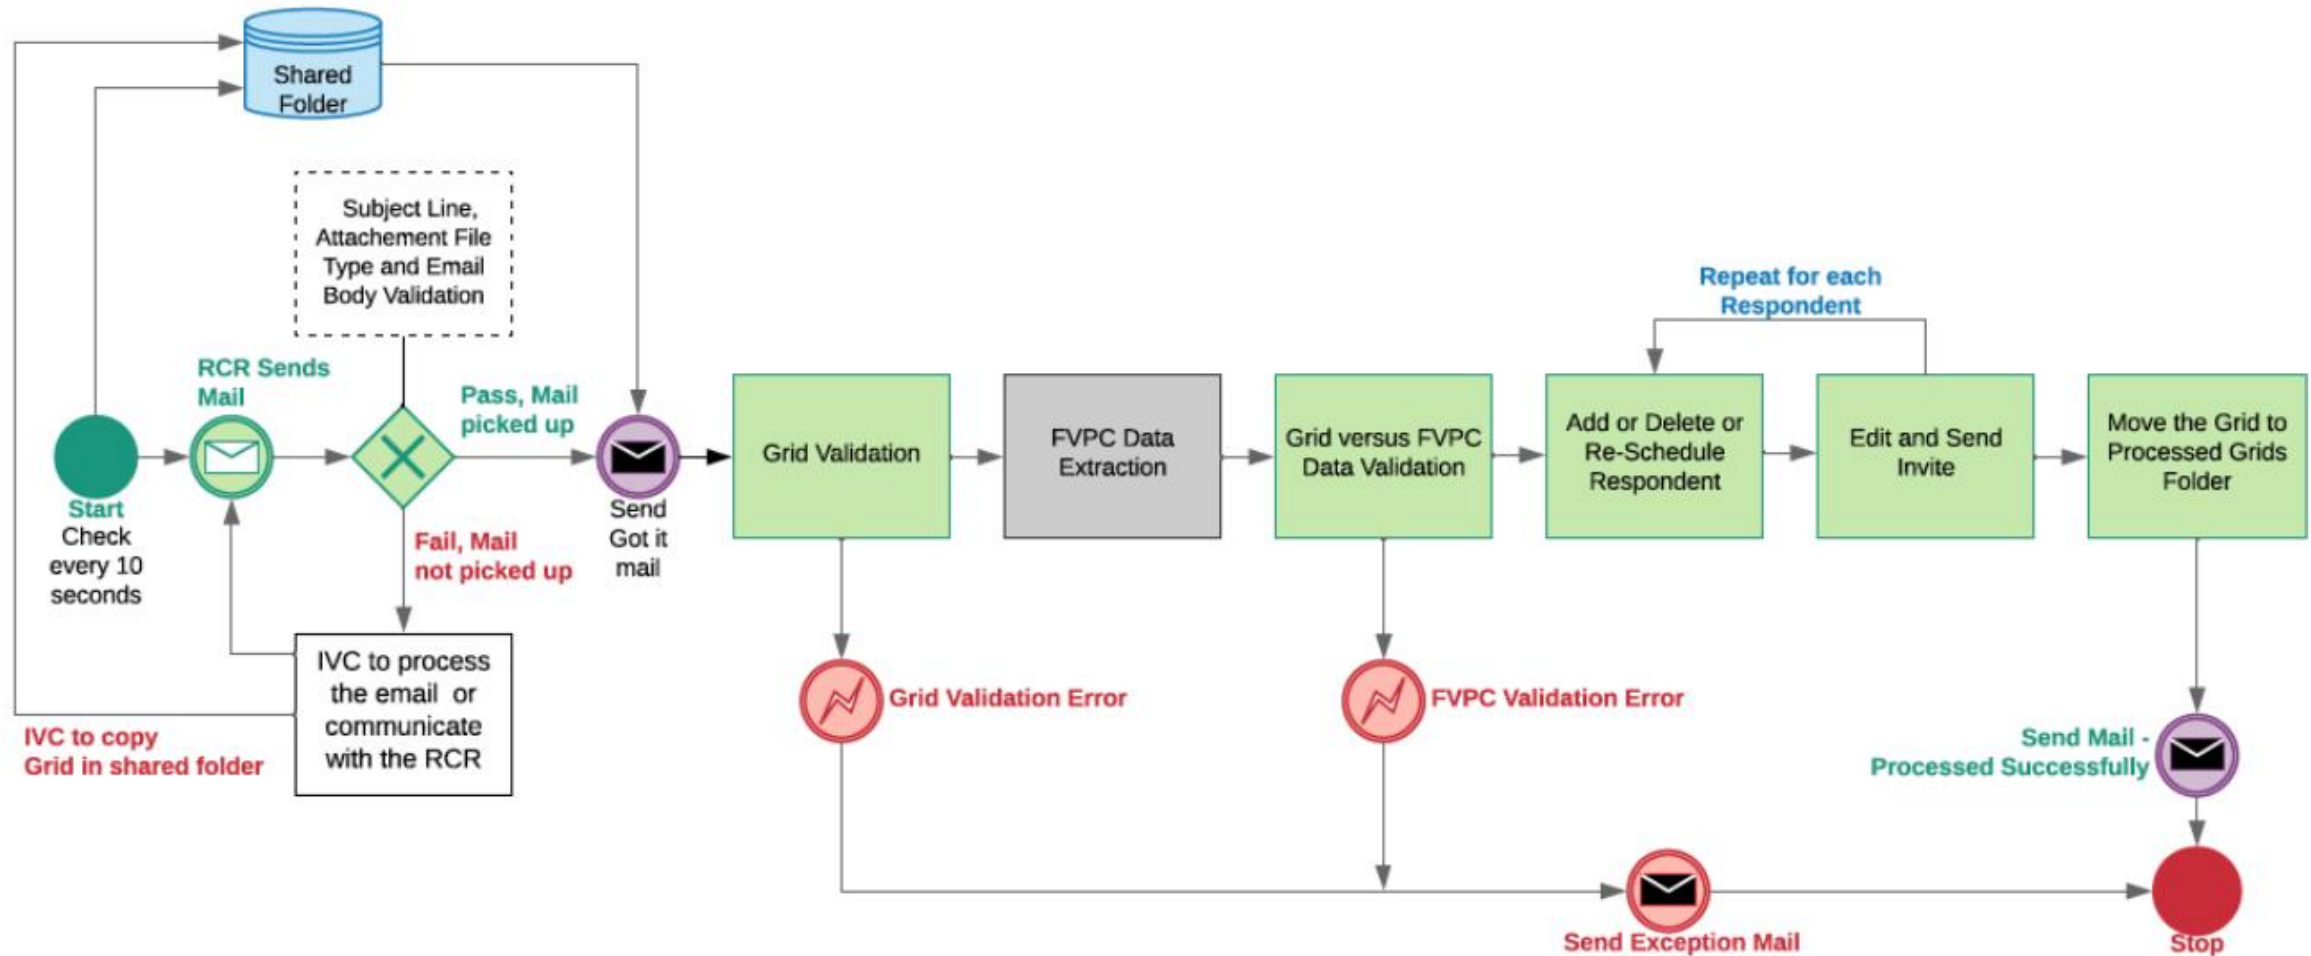 Shared
Folder
Subject Line,
Attachement File
Type and Email
Body Validation
RCR Sends
Mail
Pass, Mail
picked up
Start
Check
every 10
seconds
Fail, Mail
not picked up
Send
Got it
mail
IVC to process
the email or
communicate
with the RCR
IVC to copy
Grid in shared folder
Grid Validation
FVPC Data
Extraction
Grid versus FVPC
Data Validation
Repeat for each
Respondent
Add or Delete or
Re-Schedule
Respondent
Edit and Send
Invite
Move the Grid to
Processed Grids
Folder
Grid Validation Error
FVPC Validation Error
Send Mail -
Processed Successfully
Send Exception Mail
Stop